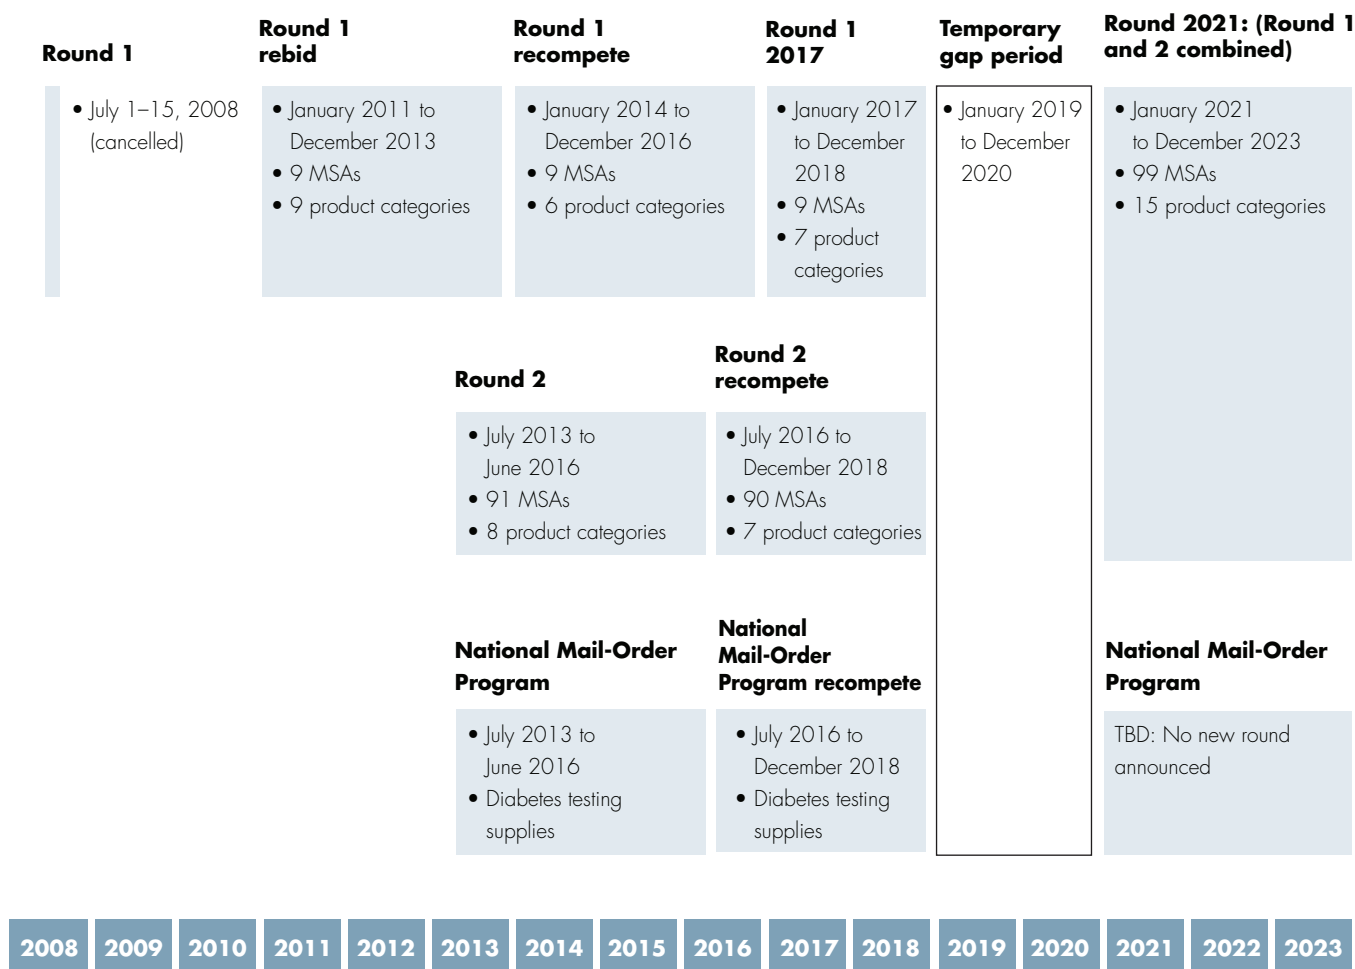 Round 1
• July 1–15, 2008
(cancelled)
Round 1
rebid
• January 2011 to
December 2013
• 9 MSAs
• 9 product categories
Round 1
recompete
• January 2014 to
December 2016
• 9 MSAs
• 6 product categories
Round 1
2017
• January 2017
to December
2018
• 9 MSAs
• 7 product
categories
Temporary
gap period
• January 2019
to December
2020
Round 2021: (Round 1
and 2 combined)
• January 2021
to December 2023
• 99 MSAs
• 15 product categories
Round 2
• July 2013 to
June 2016
• 91 MSAs
• 8 product categories
Round 2
recompete
• July 2016 to
December 2018
• 90 MSAs
• 7 product categories
National Mail-Order
Program
• July 2013 to
June 2016
• Diabetes testing
supplies
National
Mail-Order
Program recompete
• July 2016 to
December 2018
• Diabetes testing
supplies
National Mail-Order
Program
TBD: No new round
announced
2008 2009 2010 2011 2012 2013 2014 2015 2016 2017 2018 2019 2020 2021 2022 2023